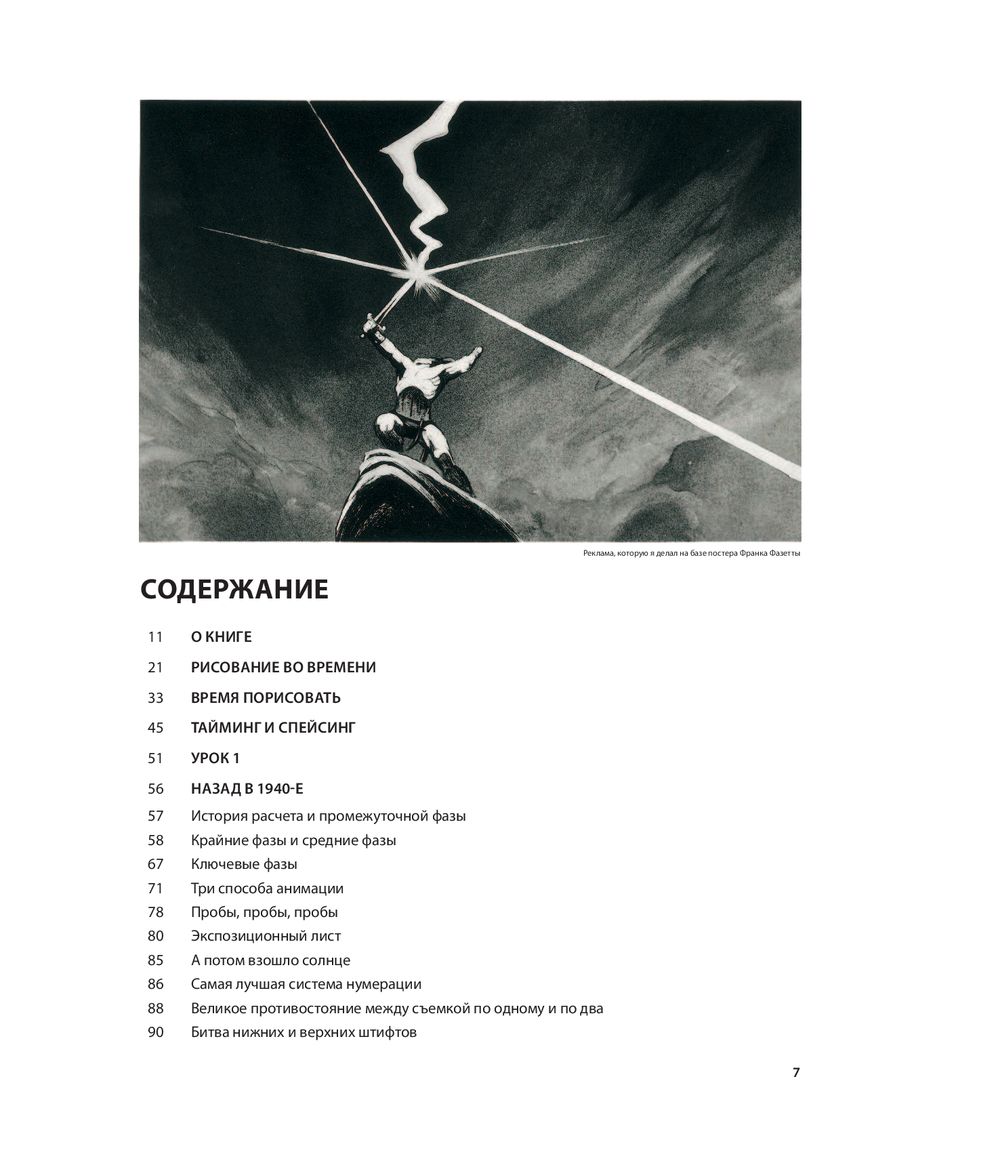 Реклама, которую я делал на базе постера Франка Фазетты
СОДЕРЖАНИЕ
11 О КНИГЕ
21 РИСОВАНИЕ ВО ВРЕМЕНИ
33 ВРЕМЯ ПОРИСОВАТЬ
45 ТАЙМИНГ И СПЕЙСИНГ
51 УРОК 1
56 НАЗАД В 1940-Е
57 История расчета и промежуточной фазы
58 Крайние фазы и средние фазы
67 Ключевые фазы
71 Три способа анимации
78 Пробы, пробы, пробы
80 Экспозиционный лист
85 А потом взошло солнце
86 Самая лучшая система нумерации
88 Великое противостояние между съемкой по одному и по два
90 Битва нижних и верхних штифтов
7